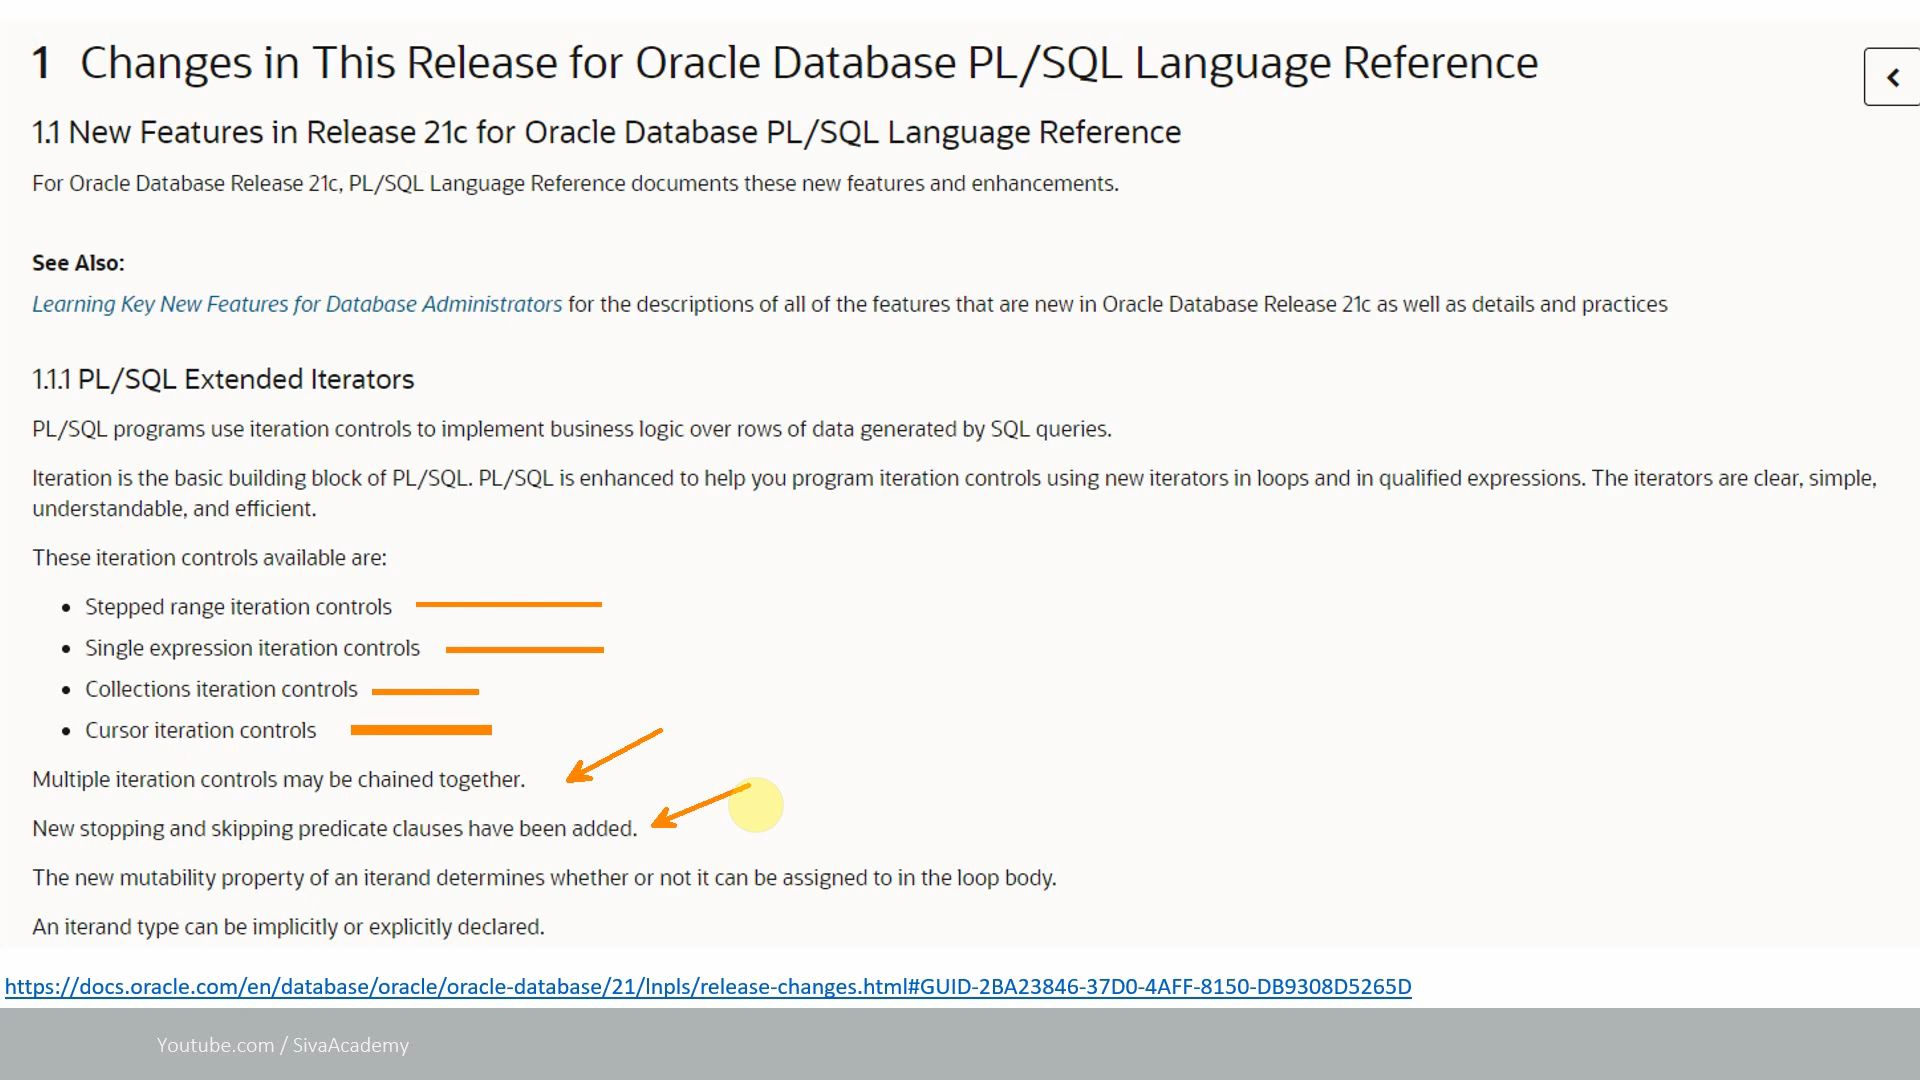 1 Changes in This Release for Oracle Database PL/SQL Language Reference
1.1 New Features in Release 21c for Oracle Database PL/SQL Language Reference
For Oracle Database Release 21c, PL/SQL Language Reference documents these new features and enhancements.
See Also:
Learning Key New Features for Database Administrators for the descriptions of all of the features that are new in Oracle Database Release 21c as well as details and practices
1.1.1 PL/SQL Extended Iterators
PL/SQL programs use iteration controls to implement business logic over rows of data generated by SQL queries.
Iteration is the basic building block of PL/SQL. PL/SQL is enhanced to help you program iteration controls using new iterators in loops and in qualified expressions. The iterators are clear, simple,
understandable, and efficient.
These iteration controls available are:
• Stepped range iteration controls
• Single expression iteration controls
• Collections iteration controls
• Cursor iteration controls
Multiple iteration controls may be chained together.
New stopping and skipping predicate clauses have been added.
The new mutability property of an iterand determines whether or not it can be assigned to in the loop body.
An iterand type can be implicitly or explicitly declared.
https://docs.oracle.com/en/database/oracle/oracle-database/21/lnpls/release-changes.html#GUID-2BA23846-37D0-4AFF-8150-DB9308D5265D
Youtube.com / SivaAcademy